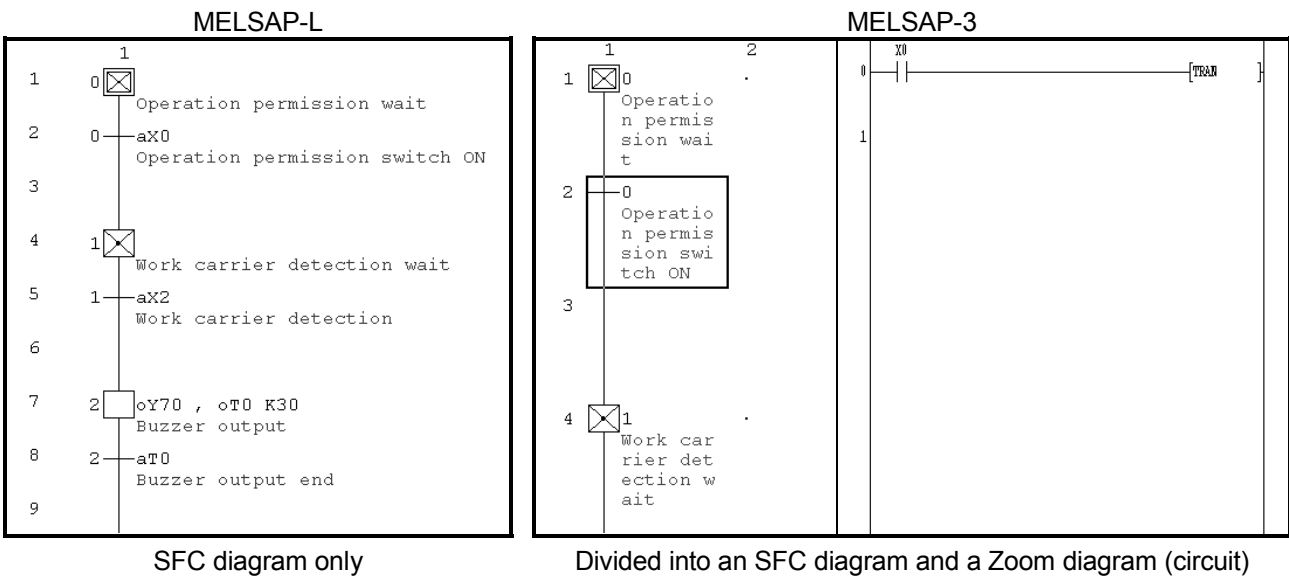 MELSAP-L
1
1
0
Operation permission wait
2
0
aX0
Operation permission switch ON
3
4
1
Work carrier detection wait
5
1
aX2
Work carrier detection
6
7
2
oY70 , oT0 K30
Buzzer output
8
2
aT0
Buzzer output end
9
SFC diagram only
MELSAP-3
1 2
1
0
Operatio
n permis
sion wai
t
2
0
Operatio
n permis
sion swi
tch ON
3
4
1
Work car
rier det
ection w
ait
X0
0
[TRAN ]
1
Divided into an SFC diagram and a Zoom diagram (circuit)